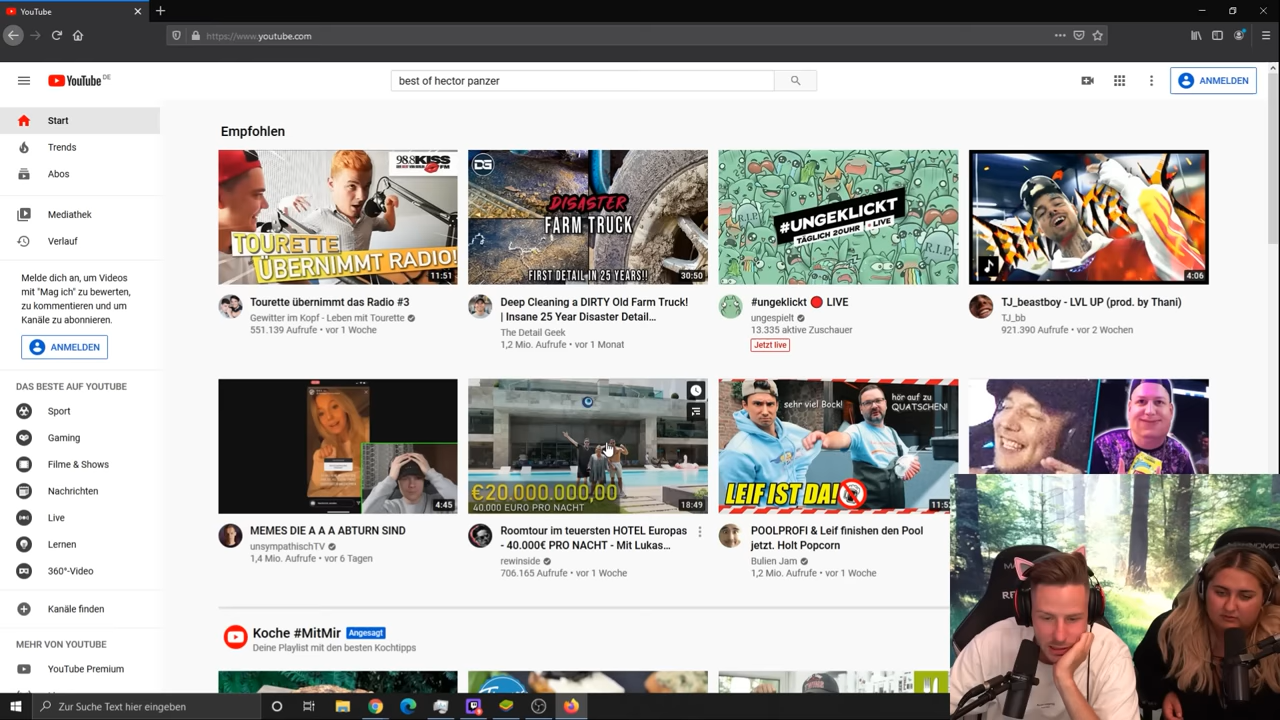 YouTube
https://www.youtube.com
YouTube DE
best of hector panzer
ANMELDEN
Start
Trends
Abos
Mediathek
Verlauf
Melde dich an, um Videos
mit "Mag ich" zu bewerten,
zu kommentieren und um
Kanäle zu abonnieren.
ANMELDEN
DAS BESTE AUF YOUTUBE
Sport
Gaming
Filme & Shows
Nachrichten
Live
Lernen
360°-Video
Kanäle finden
MEHR VON YOUTUBE
YouTube Premium
Empfohlen
98.8 KISS FM
TOURETTE
ÜBERNIMMT RADIO!
11:51
Tourette übernimmt das Radio #3
Gewitter im Kopf - Leben mit Tourette
551.139 Aufrufe • vor 1 Woche
DG
DISASTER
FARM TRUCK
FIRST DETAIL IN 25 YEARS!!
30:50
Deep Cleaning a DIRTY Old Farm Truck!
| Insane 25 Year Disaster Detail...
The Detail Geek
1,2 Mio. Aufrufe • vor 1 Monat
R.I.P.
#UNGEKLICKT
TÄGLICH 20UHR LIVE
R.I.P.
#ungeklickt 🔴 LIVE
ungespielt
13.335 aktive Zuschauer
Jetzt live
4:06
TJ_beastboy - LVL UP (prod. by Thani)
TJ_bb
921.390 Aufrufe • vor 2 Wochen
4:45
MEMES DIE A A A ABTURN SIND
unsympathischTV
1,4 Mio. Aufrufe • vor 6 Tagen
€20.000.000,00
40.000 EURO PRO NACHT
18:49
Roomtour im teuersten HOTEL Europas
- 40.000€ PRO NACHT - Mit Lukas...
rewinside
706.165 Aufrufe • vor 1 Woche
sehr viel Bock!
hör auf zu
QUATSCHEN!
LEIF IST DA!
11:5
POOLPROFI & Leif finishen den Pool
jetzt. Holt Popcorn
Bulien Jam
1,2 Mio. Aufrufe • vor 1 Woche
Koche #MitMir Angesagt
Deine Playlist mit den besten Kochtipps
Zur Suche Text hier eingeben